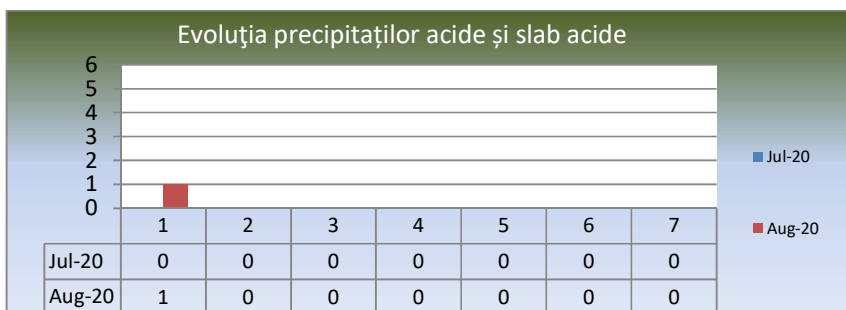 Evoluţia precipitaților acide și slab acide
6
5
4
3
2
1
0
1 2 3 4 5 6 7
Jul-20 0 0 0 0 0 0 0
Aug-20 1 0 0 0 0 0 0
Jul-20
Aug-20